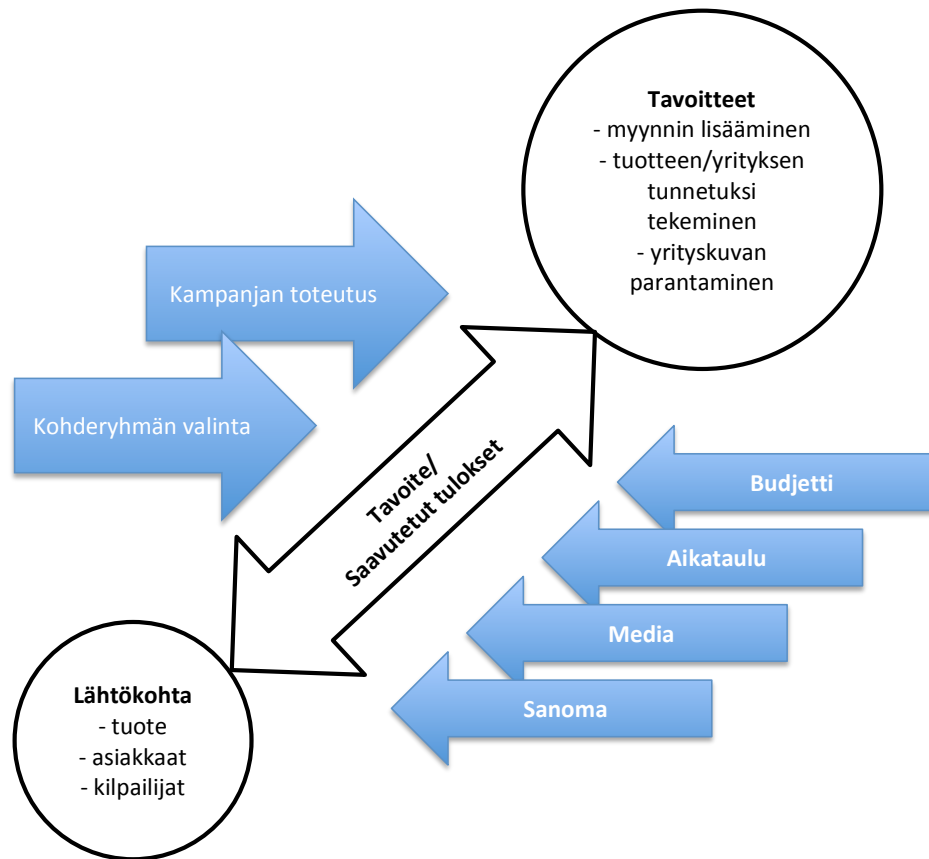 Tavoitteet
- myynnin lisääminen
- tuotteen/yrityksen
tunnetuksi
tekeminen
- yrityskuvan
parantaminen
Kampanjan toteutus
Kohderyhmän valinta
Tavoite/
Saavutetut tulokset
Budjetti
Aikataulu
Media
Sanoma
Lähtökohta
- tuote
- asiakkaat
- kilpailijat